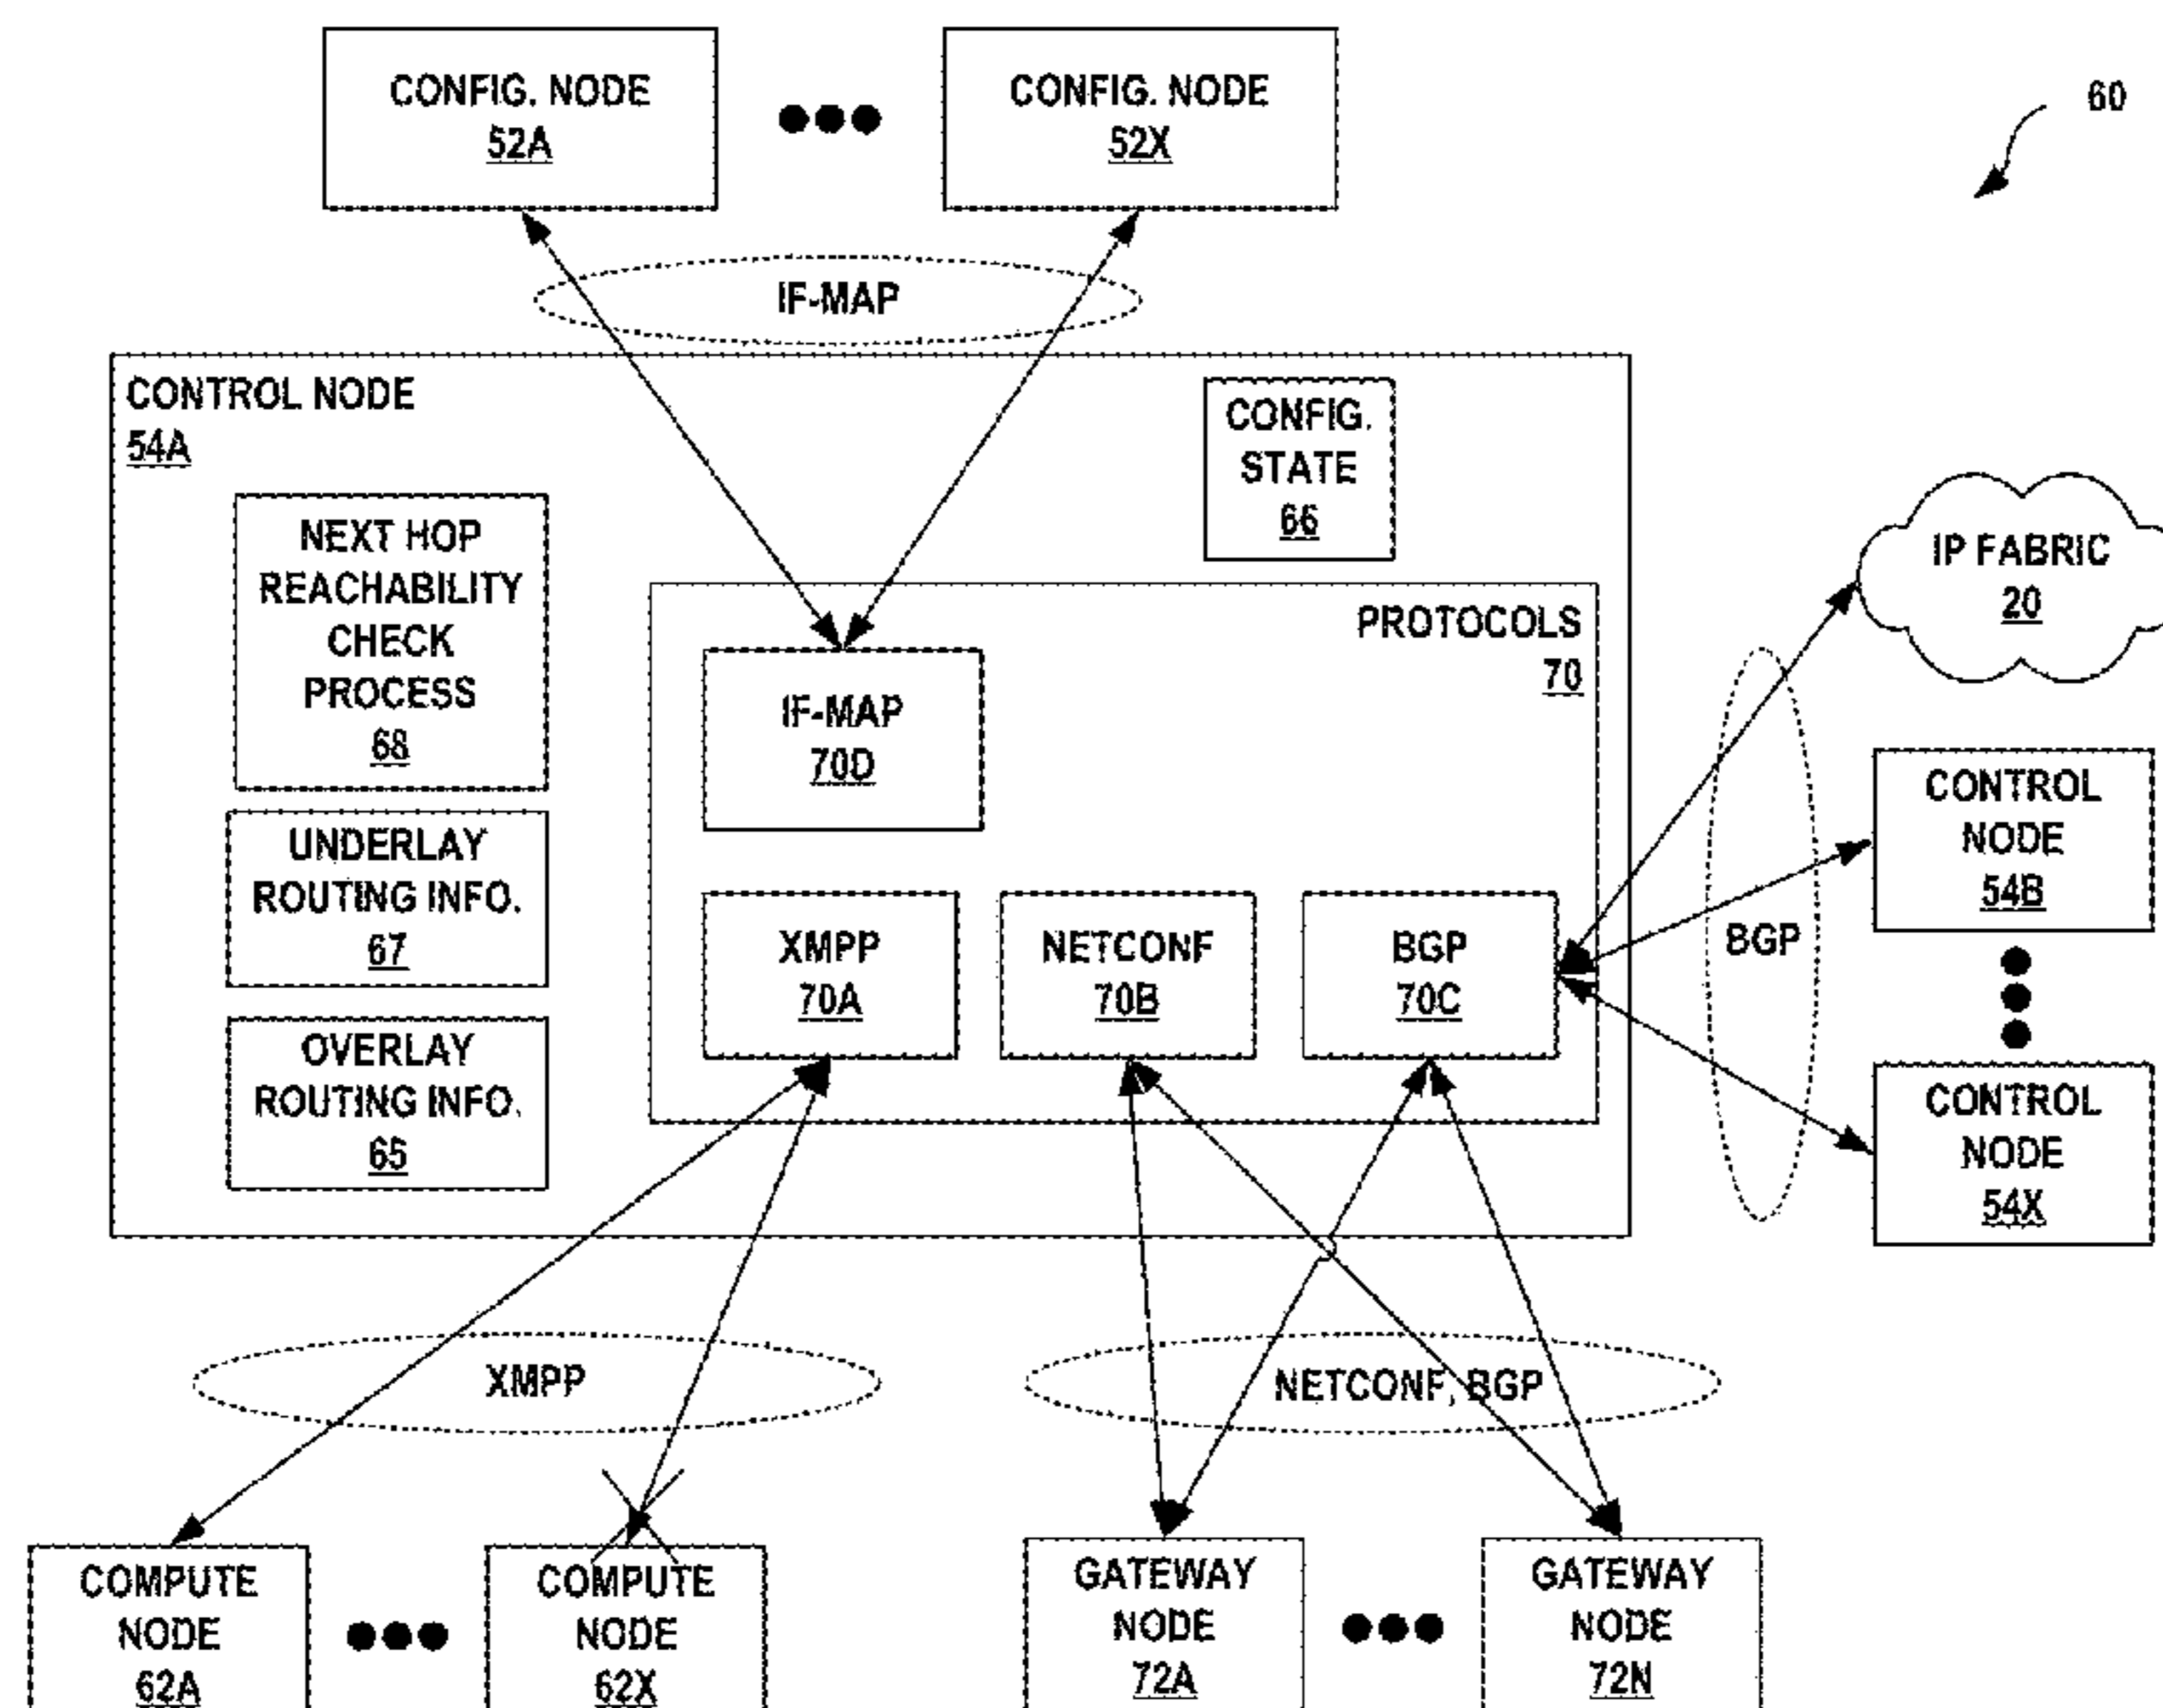 CONFIG. NODE
52A
CONFIG. NODE
52X
60
IF-MAP
CONTROL NODE
54A
CONFIG.
STATE
66
NEXT HOP
REACHABILITY
CHECK
PROCESS
68
IP FABRIC
20
PROTOCOLS
70
IF-MAP
70D
UNDERLAY
ROUTING INFO.
67
CONTROL
NODE
54B
XMPP
70A
NETCONF
70B
BGP
70C
BGP
OVERLAY
ROUTING INFO.
65
CONTROL
NODE
54X
XMPP
NETCONF, BGP
COMPUTE
NODE
62A
COMPUTE
NODE
62X
GATEWAY
NODE
72A
GATEWAY
NODE
72N